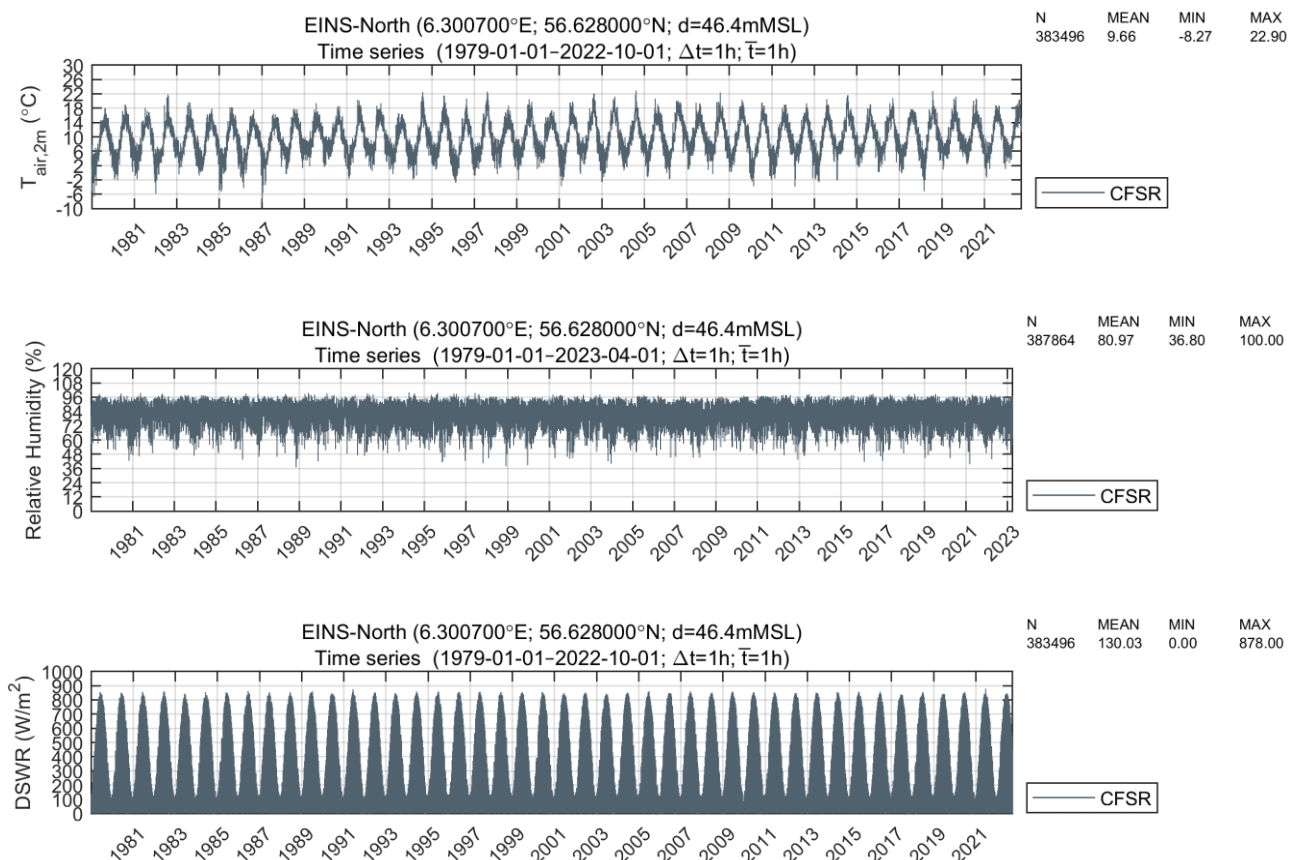 EINS-North (6.300700°E; 56.628000°N; d=46.4mMSL)
Time series (1979-01-01–2022-10-01; Δt=1h; t̅=1h)
N MEAN MIN MAX
383496 9.66 -8.27 22.90
T_air,2m (°C)
30
26
22
18
14
10
6
2
-2
-6
-10
1981 1983 1985 1987 1989 1991 1993 1995 1997 1999 2001 2003 2005 2007 2009 2011 2013 2015 2017 2019 2021
CFSR
EINS-North (6.300700°E; 56.628000°N; d=46.4mMSL)
Time series (1979-01-01–2023-04-01; Δt=1h; t̅=1h)
N MEAN MIN MAX
387864 80.97 36.80 100.00
Relative Humidity (%)
120
108
96
84
72
60
48
36
24
12
0
1981 1983 1985 1987 1989 1991 1993 1995 1997 1999 2001 2003 2005 2007 2009 2011 2013 2015 2017 2019 2021 2023
CFSR
EINS-North (6.300700°E; 56.628000°N; d=46.4mMSL)
Time series (1979-01-01–2022-10-01; Δt=1h; t̅=1h)
N MEAN MIN MAX
383496 130.03 0.00 878.00
DSWR (W/m²)
1000
900
800
700
600
500
400
300
200
100
0
1981 1983 1985 1987 1989 1991 1993 1995 1997 1999 2001 2003 2005 2007 2009 2011 2013 2015 2017 2019 2021
CFSR